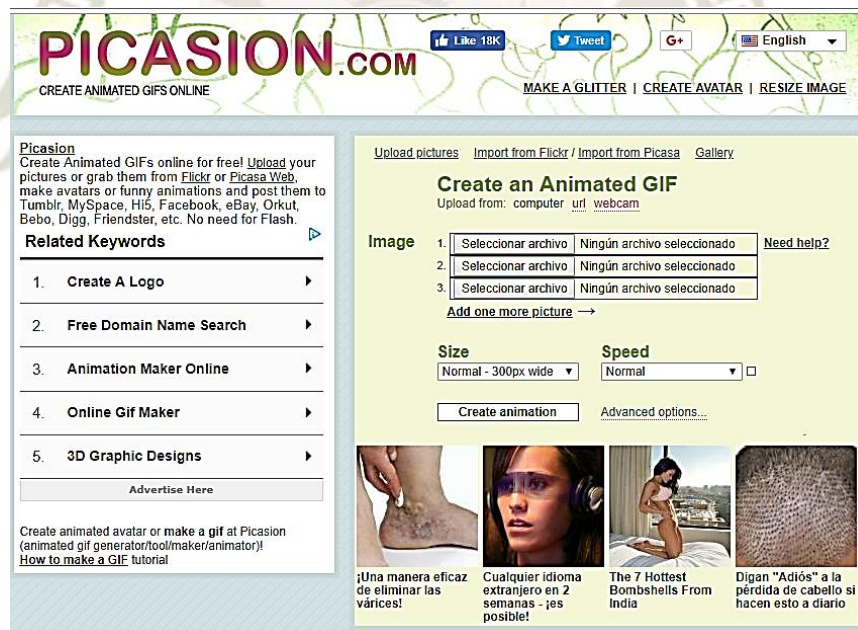 PICASION.COM
CREATE ANIMATED GIFS ONLINE
Like 18K
Tweet
G+
English
MAKE A GLITTER | CREATE AVATAR | RESIZE IMAGE
Picasion
Create Animated GIFs online for free! Upload your
pictures or grab them from Flickr or Picasa Web,
make avatars or funny animations and post them to
Tumblr, MySpace, Hi5, Facebook, eBay, Orkut,
Bebo, Digg, Friendster, etc. No need for Flash.
Related Keywords
1. Create A Logo
2. Free Domain Name Search
3. Animation Maker Online
4. Online Gif Maker
5. 3D Graphic Designs
Advertise Here
Create animated avatar or make a gif at Picasion
(animated gif generator/tool/maker/animator)!
How to make a GIF tutorial
Upload pictures Import from Flickr / Import from Picasa Gallery
Create an Animated GIF
Upload from: computer url webcam
Image 1. Seleccionar archivo Ningún archivo seleccionado Need help?
2. Seleccionar archivo Ningún archivo seleccionado
3. Seleccionar archivo Ningún archivo seleccionado
Add one more picture →
Size Speed
Normal - 300px wide Normal
Create animation Advanced options...
¡Una manera eficaz
de eliminar las
várices!
Cualquier idioma
extranjero en 2
semanas - ¡es
posible!
The 7 Hottest
Bombshells From
India
Digan "Adiós" a la
pérdida de cabello si
hacen esto a diario